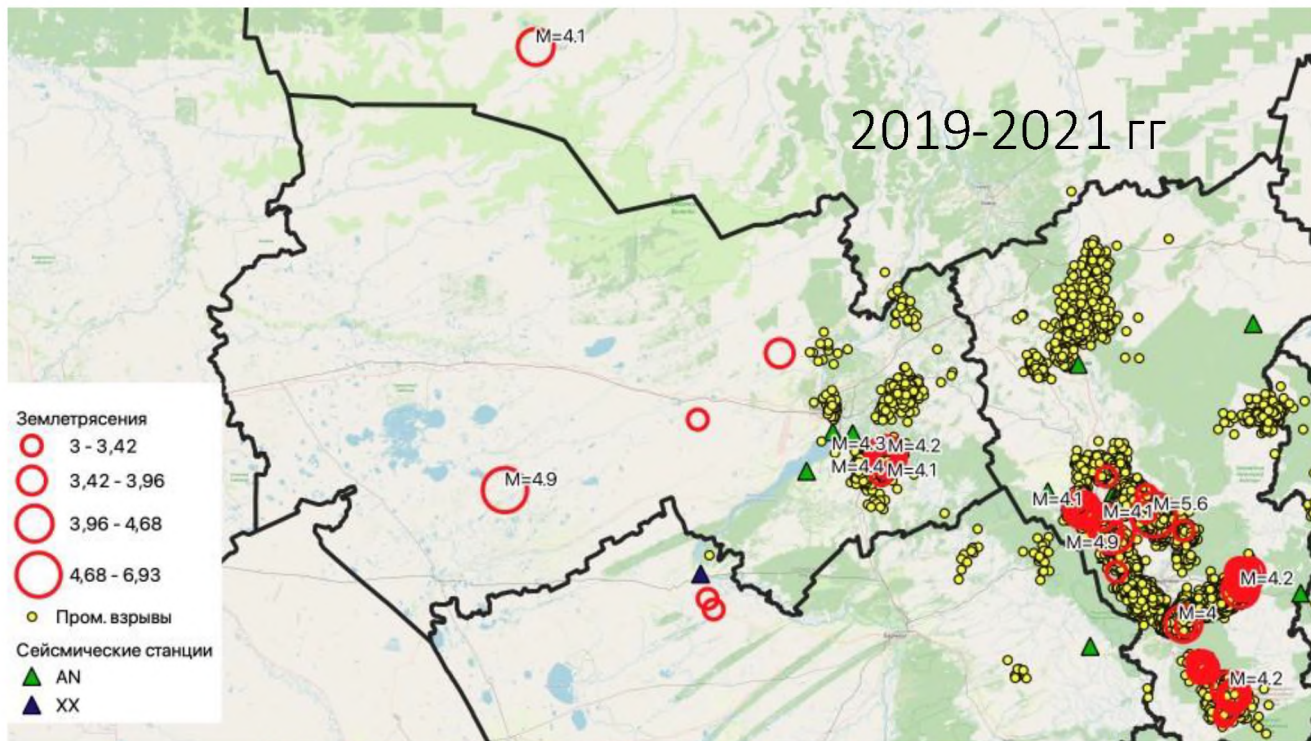 M=4.1
2019-2021 гг
M=4.3 M=4.2
M=4.4 M=4.1
M=4.9
M=4.1
M=4.1
M=5.6
M=4.9
M=4.2
M=4
M=4.2
Землетрясения
3 - 3,42
3,42 - 3,96
3,96 - 4,68
4,68 - 6,93
Пром. взрывы
Сейсмические станции
AN
XX